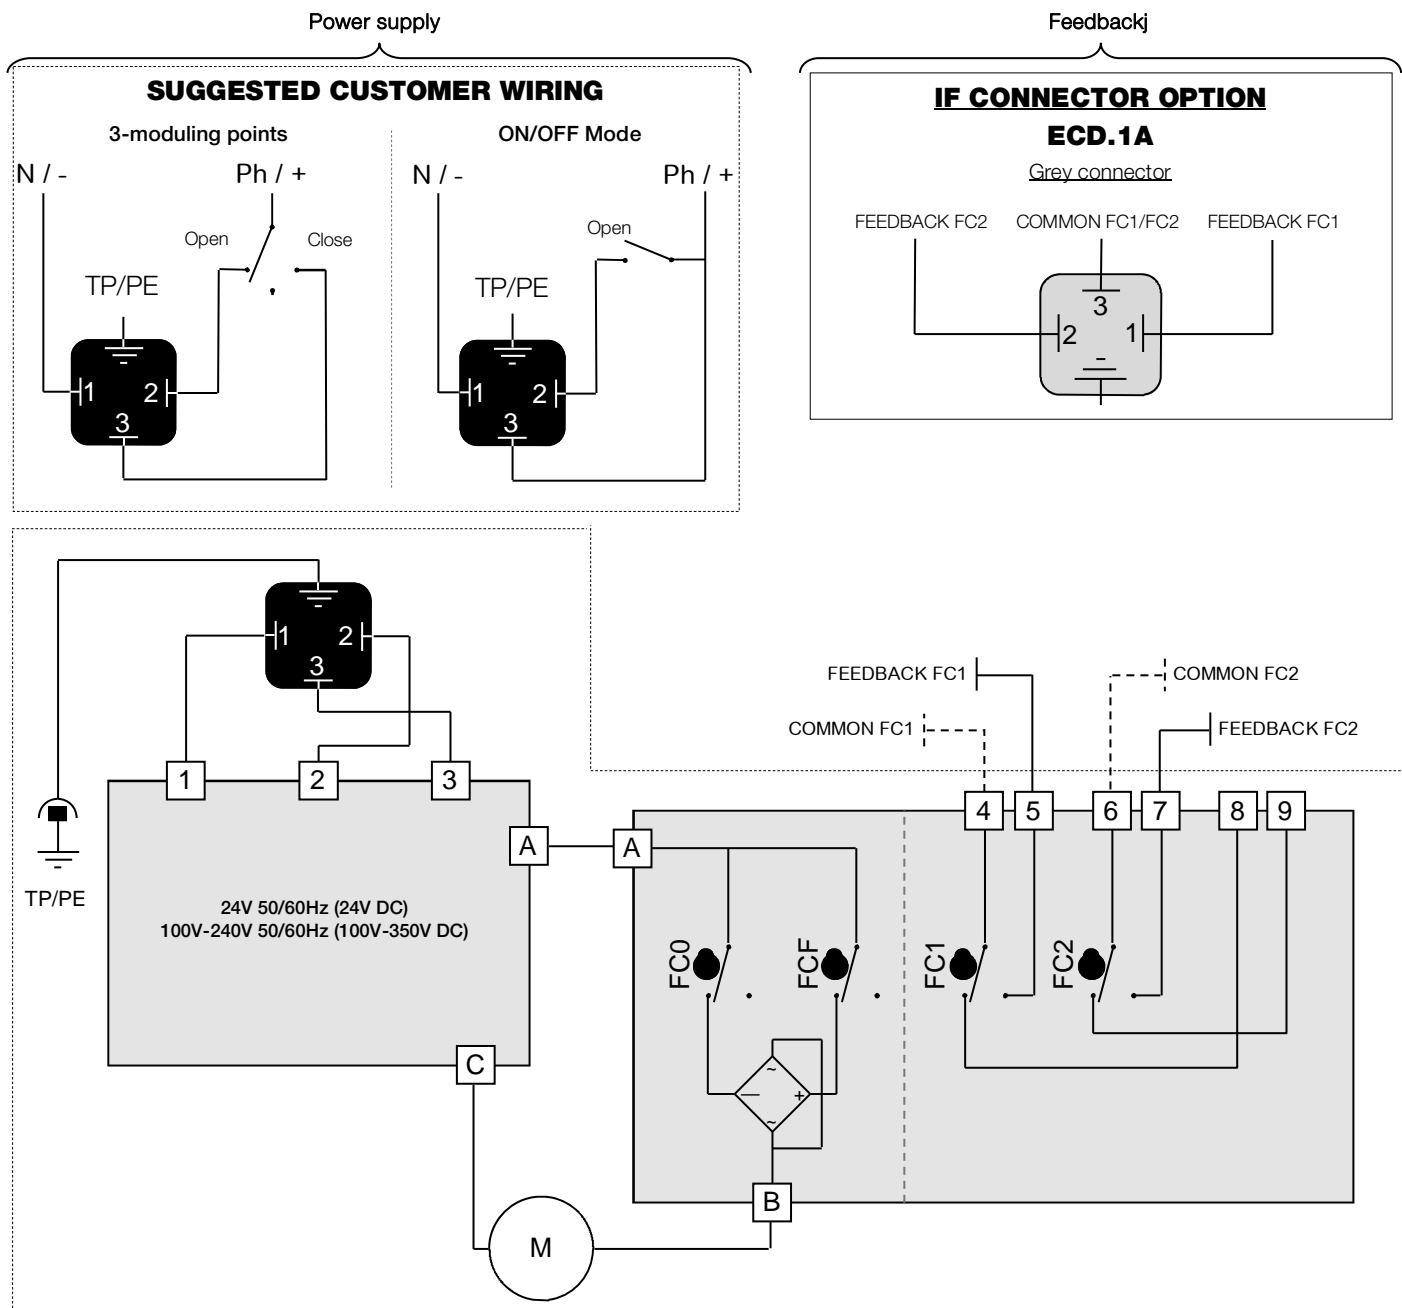 Power supply
Feedbackj
SUGGESTED CUSTOMER WIRING
3-moduling points
ON/OFF Mode
N / -
Ph / +
N / -
Ph / +
Open
Close
Open
TP/PE
TP/PE
1
2
3
1
2
3
IF CONNECTOR OPTION
ECD.1A
Grey connector
FEEDBACK FC2
COMMON FC1/FC2
FEEDBACK FC1
3
2
1
1
2
3
FEEDBACK FC1
COMMON FC2
COMMON FC1
FEEDBACK FC2
1
2
3
4
5
6
7
8
9
A
A
TP/PE
24V 50/60Hz (24V DC)
100V-240V 50/60Hz (100V-350V DC)
FC0
FCF
FC1
FC2
C
~
—
+
~
B
M